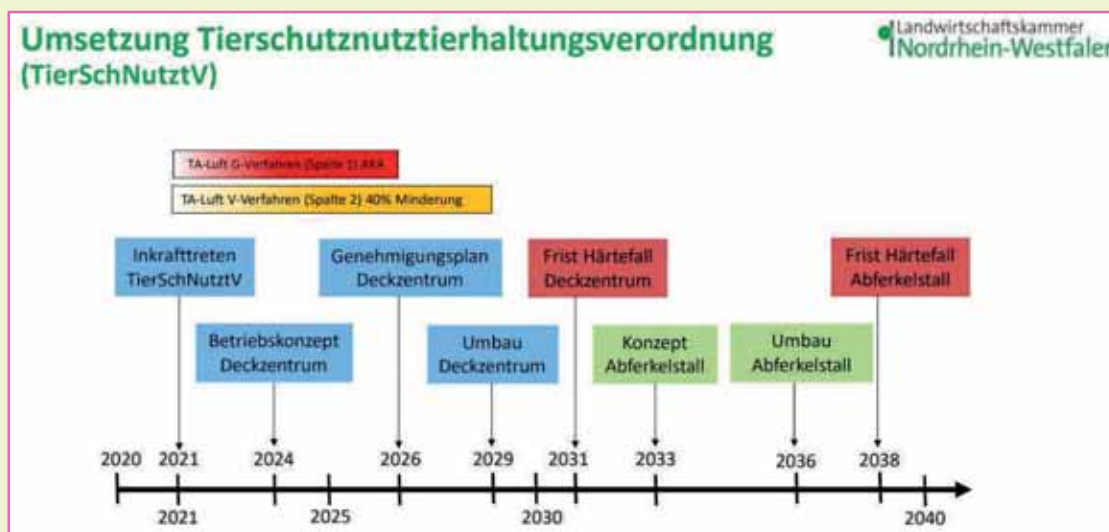 Umsetzung Tierschutznutztierhaltungsverordnung
(TierSchNutztV)
Landwirtschaftskammer
Nordrhein-Westfalen
TA-Luft G-Verfahren (Spalte 1)
TA-Luft V-Verfahren (Spalte 2) 40% Minderung
Inkrafttreten
TierSchNutztV
Genehmigungsplan
Deckzentrum
Frist Härtefall
Deckzentrum
Frist Härtefall
Abferkelstall
Betriebskonzept
Deckzentrum
Umbau
Deckzentrum
Konzept
Abferkelstall
Umbau
Abferkelstall
2020 2021 2024 2026 2029 2031 2033 2036 2038
2021 2025 2030 2040